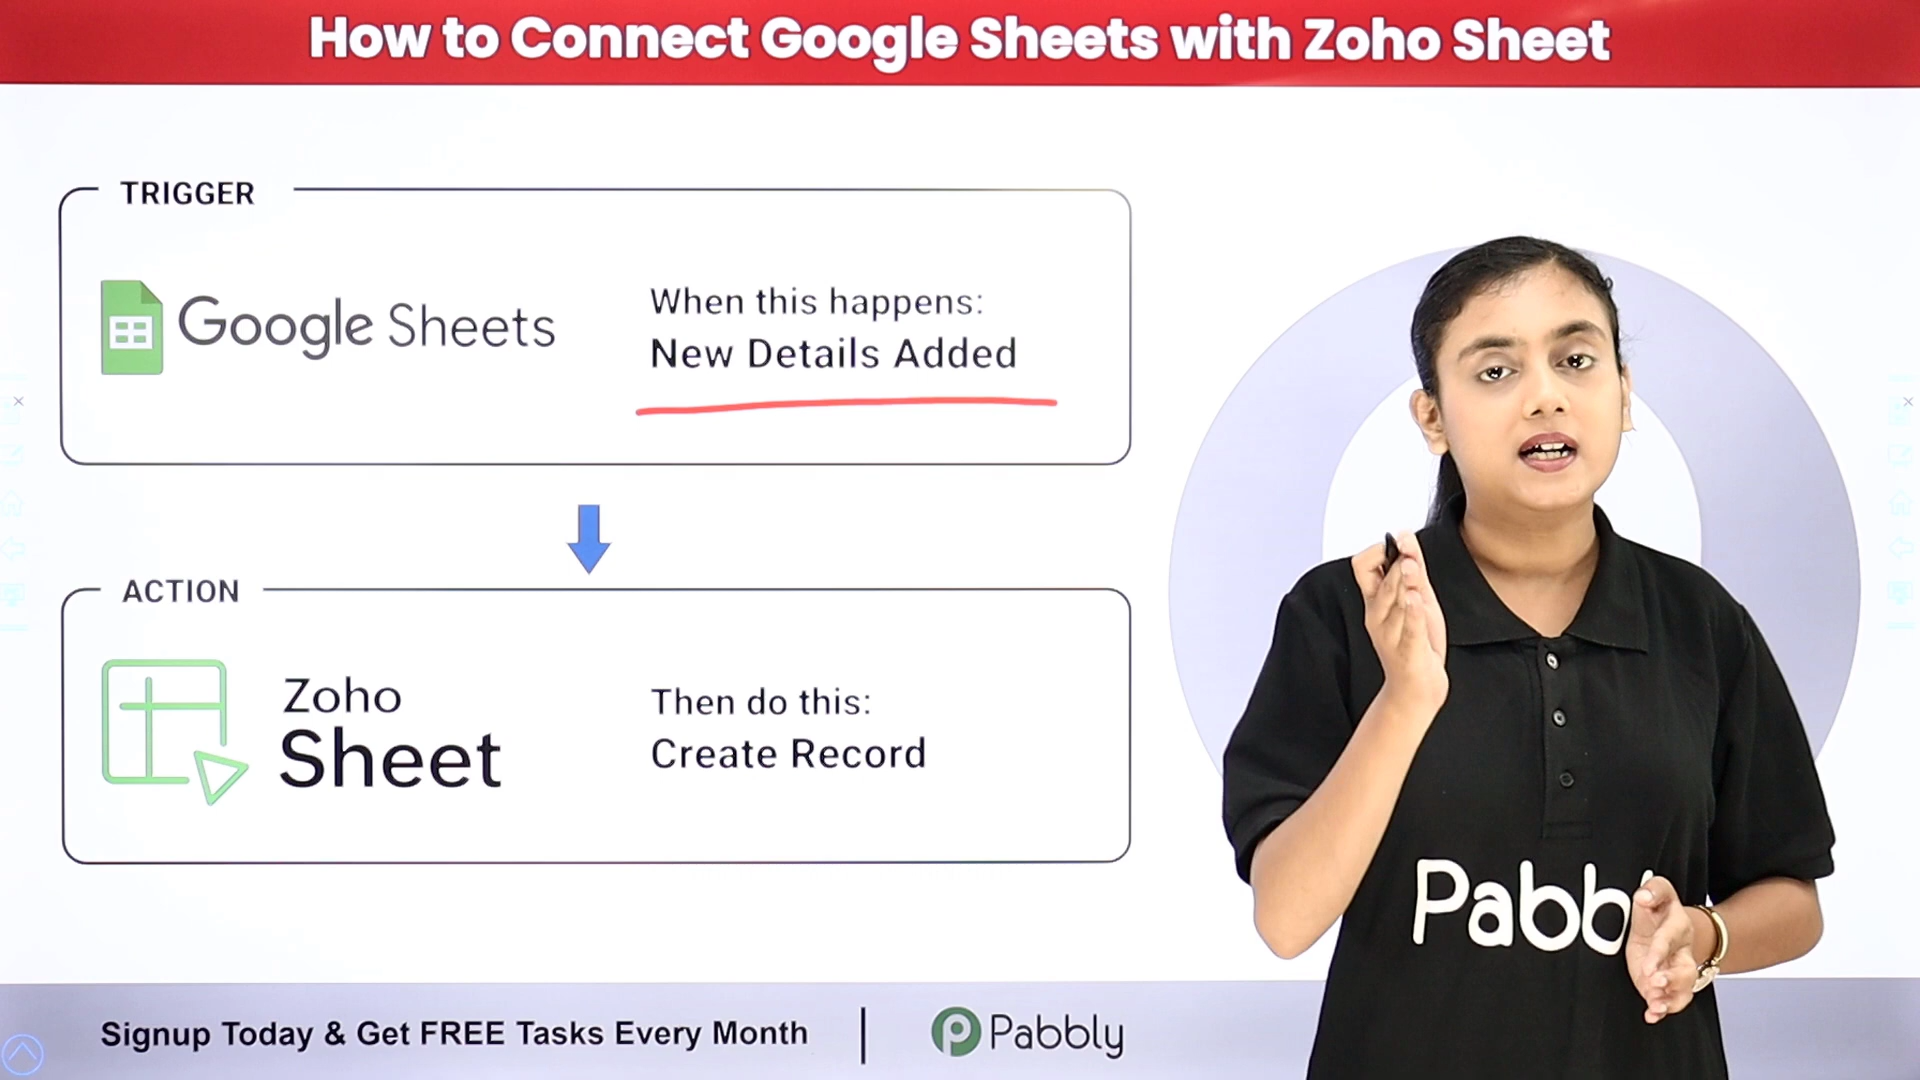 How to Connect Google Sheets with Zoho Sheet
TRIGGER
Google Sheets
When this happens:
New Details Added
ACTION
Zoho
Sheet
Then do this:
Create Record
Pabb
Signup Today & Get FREE Tasks Every Month
Pabbly